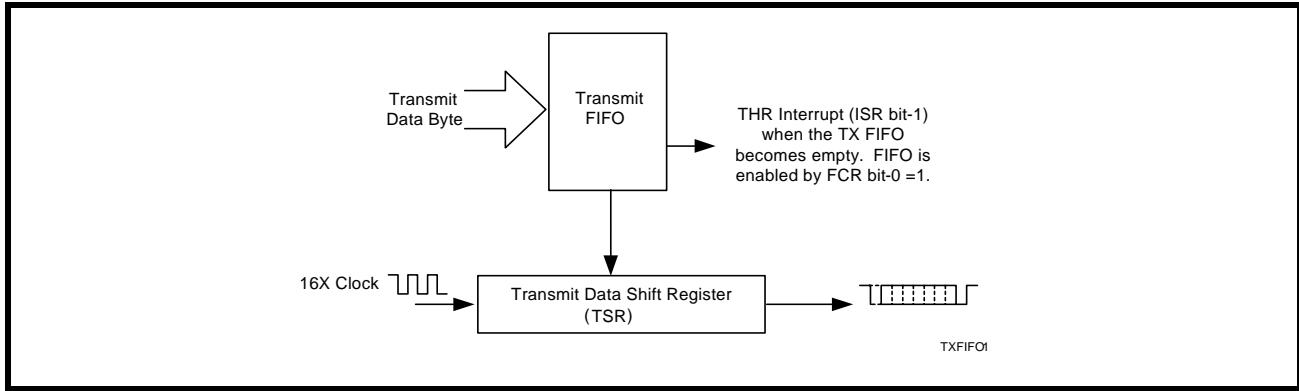 Transmit
Data Byte
Transmit
FIFO
THR Interrupt (ISR bit-1)
when the TX FIFO
becomes empty. FIFO is
enabled by FCR bit-0 =1.
16X Clock
Transmit Data Shift Register
(TSR)
TXFIFO1